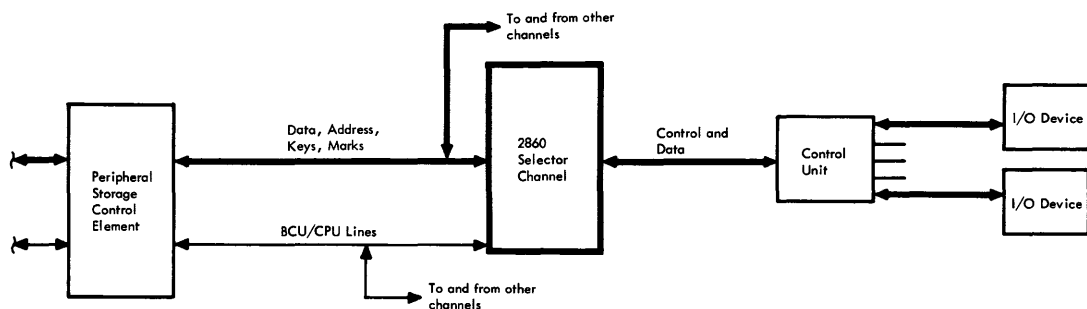 To and from other
channels
Data, Address,
Keys, Marks
2860
Selector
Channel
Control and
Data
Control
Unit
I/O Device
I/O Device
Peripheral
Storage
Control
Element
BCU/CPU Lines
To and from other
channels